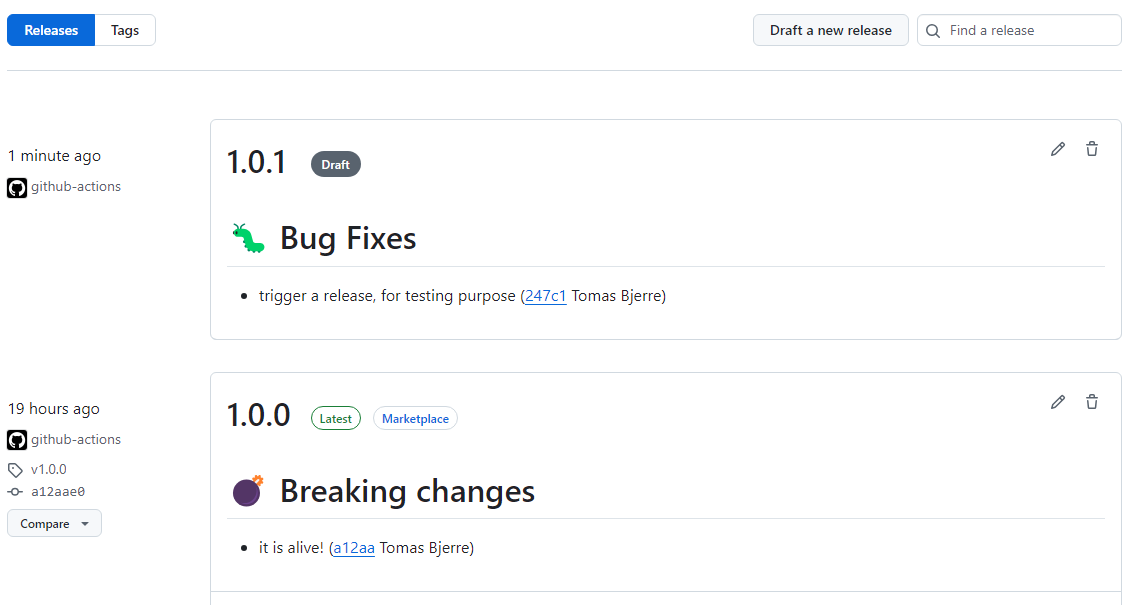 Releases Tags Draft a new release Find a release
1 minute ago
github-actions
1.0.1 Draft
Bug Fixes
trigger a release, for testing purpose (247c1 Tomas Bjerre)
19 hours ago
github-actions
v1.0.0
a12aae0
Compare
1.0.0 Latest Marketplace
Breaking changes
it is alive! (a12aa Tomas Bjerre)